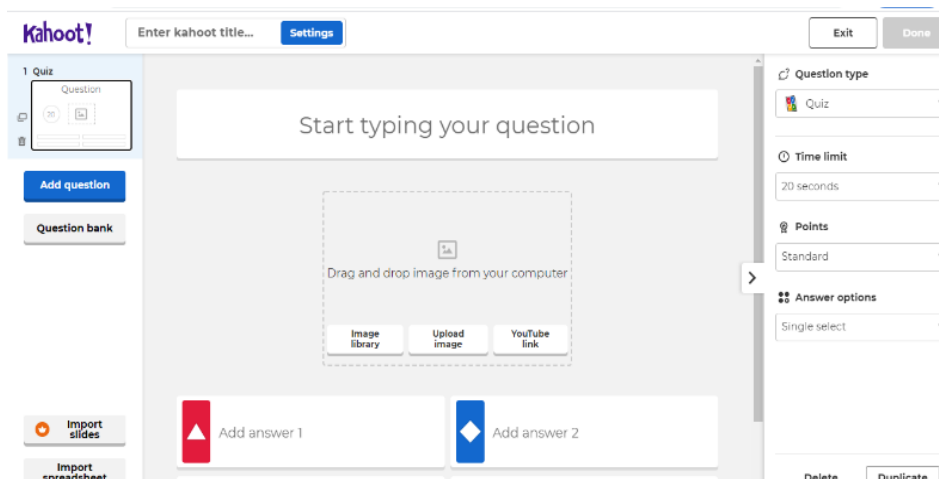 Kahoot!
Enter kahoot title...
Settings
Exit
Done
1 Quiz
Question
20
Add question
Question bank
Import
slides
Import
spreadsheet
Start typing your question
Drag and drop image from your computer
Image
library
Upload
image
YouTube
link
Add answer 1
Add answer 2
Question type
Quiz
Time limit
20 seconds
Points
Standard
Answer options
Single select
Delete
Duplicate